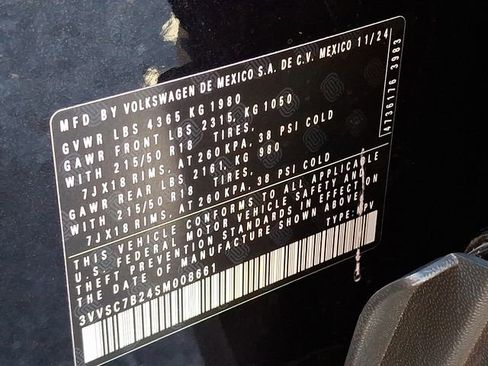 MFD BY VOLKSWAGEN DE MEXICO S.A. DE C.V. MEXICO 11/24
GVWR LBS 4365 KG 1980
GAWR FRONT LBS 2315, KG 1050
WITH 215/50 R18 TIRES,
7JX18 RIMS, AT 260 KPA, 38 PSI COLD
GAWR REAR LBS 2161, KG 980
WITH 215/50 R18 TIRES,
7JX18 RIMS, AT 260 KPA, 38 PSI COLD
THIS VEHICLE CONFORMS TO ALL APPLICABLE
U.S. FEDERAL MOTOR VEHICLE SAFETY AND
THEFT PREVENTION STANDARDS IN EFFECT ON
THE DATE OF MANUFACTURE SHOWN ABOVE.
3VVSC7B24SM008661 TYPE:
4736176 3983